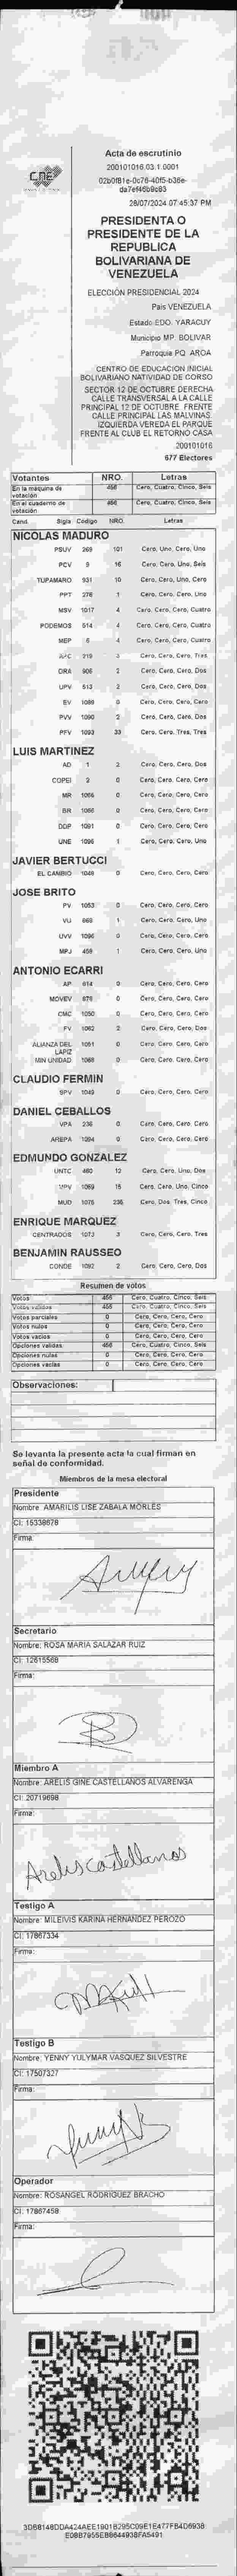 Acta de escrutinio
200101016.03.1.0001
28/07/2024 07:45:37 PM
PRESIDENTA O
PRESIDENTE DE LA
REPUBLICA
BOLIVARIANA DE
VENEZUELA
ELECCIÓN PRESIDENCIAL 2024
País VENEZUELA
Estado EDO. YARACUY
Municipio MP. BOLIVAR
Parroquia PQ. AROA
CENTRO DE EDUCACION INICIAL
BOLIVARIANO NATIVIDAD DE CORSO
SECTOR 12 DE OCTUBRE DERECHA
CALLE TRANSVERSAL A LA CALLE
PRINCIPAL 12 DE OCTUBRE. FRENTE
CALLE PRINCIPAL LAS MALVINAS.
IZQUIERDA VEREDA EL PARQUE
FRENTE AL CLUB EL RETORNO CASA
200101016
677 Electores
Votantes NRO. Letras
En la máquina de votación 456 Cero, Cuatro, Cinco, Seis
En el cuaderno de votación 456 Cero, Cuatro, Cinco, Seis
Cand. Sigla Código NRO. Letras
NICOLAS MADURO
PSUV 269 101 Cero, Uno, Cero, Uno
PCV 9 16 Cero, Cero, Uno, Seis
TUPAMARO 931 10 Cero, Cero, Uno, Cero
PPT 276 1 Cero, Cero, Cero, Uno
MSV 1017 4 Cero, Cero, Cero, Cuatro
PODEMOS 514 4 Cero, Cero, Cero, Cuatro
MEP 6 4 Cero, Cero, Cero, Cuatro
3 Cero, Cero, Cero, Tres
ORA 906 2 Cero, Cero, Cero, Dos
UPV 513 2 Cero, Cero, Cero, Dos
EV 1089 0 Cero, Cero, Cero, Cero
PVV 1090 2 Cero, Cero, Cero, Dos
PFV 1093 33 Cero, Cero, Tres, Tres
LUIS MARTINEZ
AD 1 2 Cero, Cero, Cero, Dos
COPEI 3 0 Cero, Cero, Cero, Cero
MR 0 Cero, Cero, Cero, Cero
BR 0 Cero, Cero, Cero, Cero
DDP 1091 0 Cero, Cero, Cero, Cero
UNE 1096 1 Cero, Cero, Cero, Uno
JAVIER BERTUCCI
EL CAMBIO 1048 0 Cero, Cero, Cero, Cero
JOSE BRITO
PV 1053 0 Cero, Cero, Cero, Cero
VU 868 1 Cero, Cero, Cero, Uno
UVV 0 Cero, Cero, Cero, Cero
MPJ 458 1 Cero, Cero, Cero, Uno
ANTONIO ECARRI
AP 614 0 Cero, Cero, Cero, Cero
MOVEV 876 0 Cero, Cero, Cero, Cero
CMC 1050 0 Cero, Cero, Cero, Cero
FV 1062 2 Cero, Cero, Cero, Dos
ALIANZA DEL LAPIZ 1051 0 Cero, Cero, Cero, Cero
MIN UNIDAD 1068 0 Cero, Cero, Cero, Cero
CLAUDIO FERMIN
SPV 1049 0 Cero, Cero, Cero, Cero
DANIEL CEBALLOS
VPA 236 0 Cero, Cero, Cero, Cero
AREPA 1094 0 Cero, Cero, Cero, Cero
EDMUNDO GONZALEZ
UNTC 460 12 Cero, Cero, Uno, Dos
MPV 1069 15 Cero, Cero, Uno, Cinco
MUD 1075 235 Cero, Dos, Tres, Cinco
ENRIQUE MARQUEZ
CENTRADOS 1073 3 Cero, Cero, Cero, Tres
BENJAMIN RAUSSEO
CONDE 1092 2 Cero, Cero, Cero, Dos
Resumen de votos
Votos 456 Cero, Cuatro, Cinco, Seis
Votos validos 456 Cero, Cuatro, Cinco, Seis
Votos parciales 0 Cero, Cero, Cero, Cero
Votos nulos 0 Cero, Cero, Cero, Cero
Votos vacios 0 Cero, Cero, Cero, Cero
Opciones validas 456 Cero, Cuatro, Cinco, Seis
Opciones nulas 0 Cero, Cero, Cero, Cero
Opciones vacias 0 Cero, Cero, Cero, Cero
Observaciones:
Se levanta la presente acta la cual firman en
señal de conformidad.
Miembros de la mesa electoral
Presidente
Nombre: AMARILIS LISE ZABALA MORLES
CI: 15338678
Firma:
Secretario
Nombre: ROSA MARIA SALAZAR RUIZ
CI: 12615568
Firma:
Miembro A
Nombre: ARELIS GINE CASTELLANOS ALVARENGA
CI: 20719698
Firma:
Arelis castellanos
Testigo A
Nombre: MILEIVIS KARINA HERNANDEZ PEROZO
CI: 17867334
Firma:
Testigo B
Nombre: YENNY YULYMAR VASQUEZ SILVESTRE
CI: 17507327
Firma:
Operador
Nombre: ROSANGEL RODRIGUEZ BRACHO
CI: 17867458
Firma: